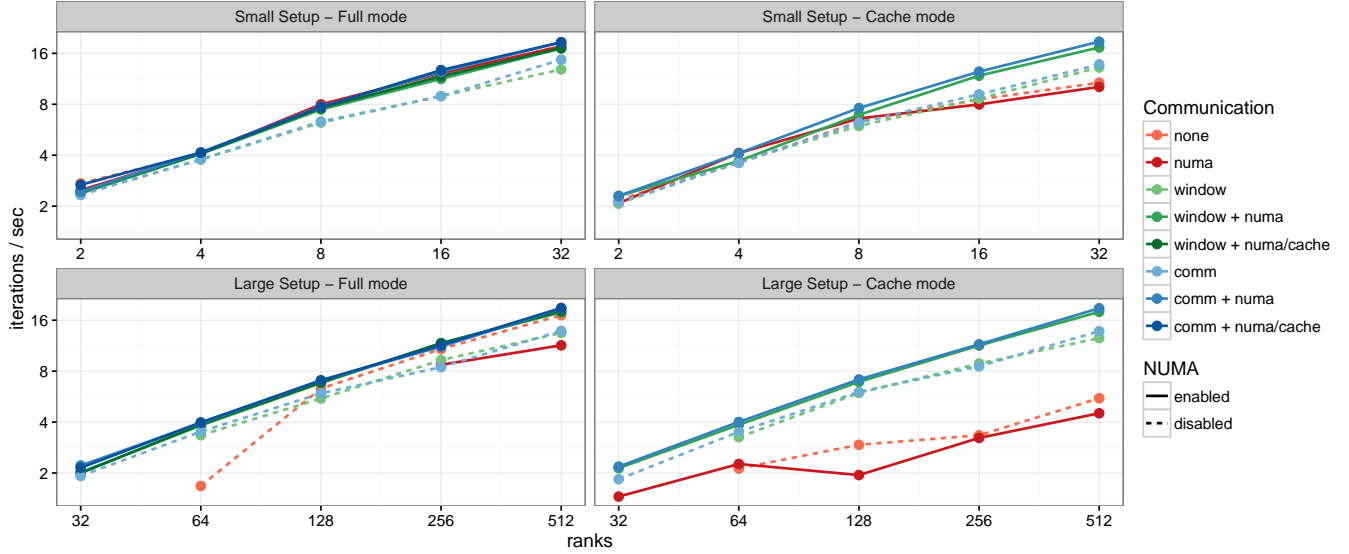 Small Setup − Full mode
Small Setup − Cache mode
16
8
4
2
2 4 8 16 32
2 4 8 16 32
Large Setup − Full mode
Large Setup − Cache mode
16
8
4
2
32 64 128 256 512
32 64 128 256 512
ranks
iterations / sec
Communication
none
numa
window
window + numa
window + numa/cache
comm
comm + numa
comm + numa/cache
NUMA
enabled
disabled